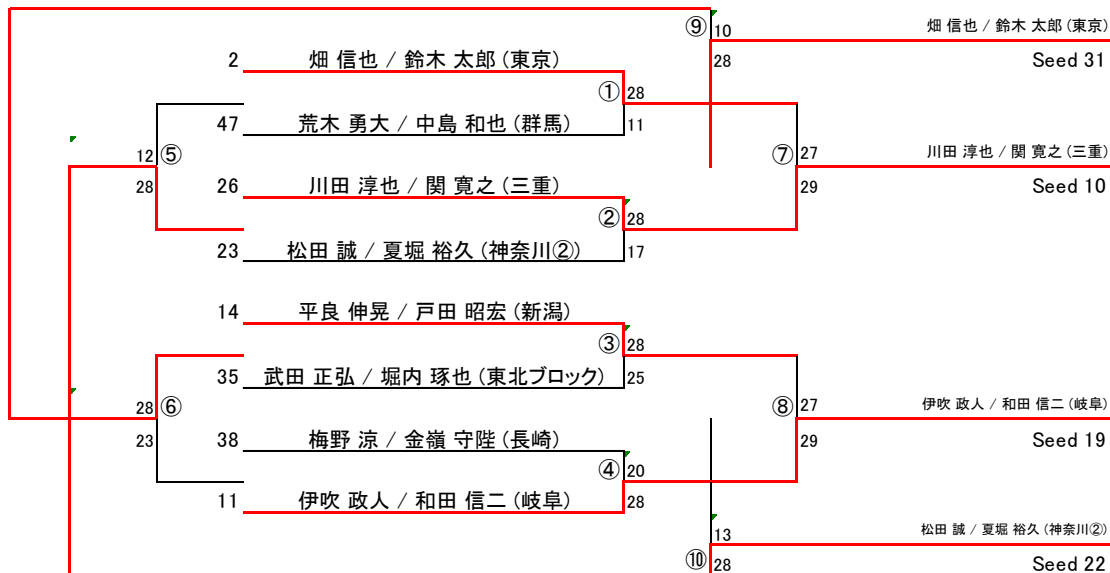 ⑨ 10 畑 信也 / 鈴木 太郎 (東京)
2 畑 信也 / 鈴木 太郎 (東京) 28 Seed 31
① 28
47 荒木 勇大 / 中島 和也 (群馬) 11
12 ⑤ ⑦ 27 川田 淳也 / 関 寛之 (三重)
28 26 川田 淳也 / 関 寛之 (三重) 29 Seed 10
② 28
23 松田 誠 / 夏堀 裕久 (神奈川②) 17
14 平良 伸晃 / 戸田 昭宏 (新潟)
③ 28
35 武田 正弘 / 堀内 琢也 (東北ブロック) 25
28 ⑥ ⑧ 27 伊吹 政人 / 和田 信二 (岐阜)
23 38 梅野 涼 / 金嶺 守陛 (長崎) 29 Seed 19
④ 20
11 伊吹 政人 / 和田 信二 (岐阜) 28
13 松田 誠 / 夏堀 裕久 (神奈川②)
⑩ 28 Seed 22